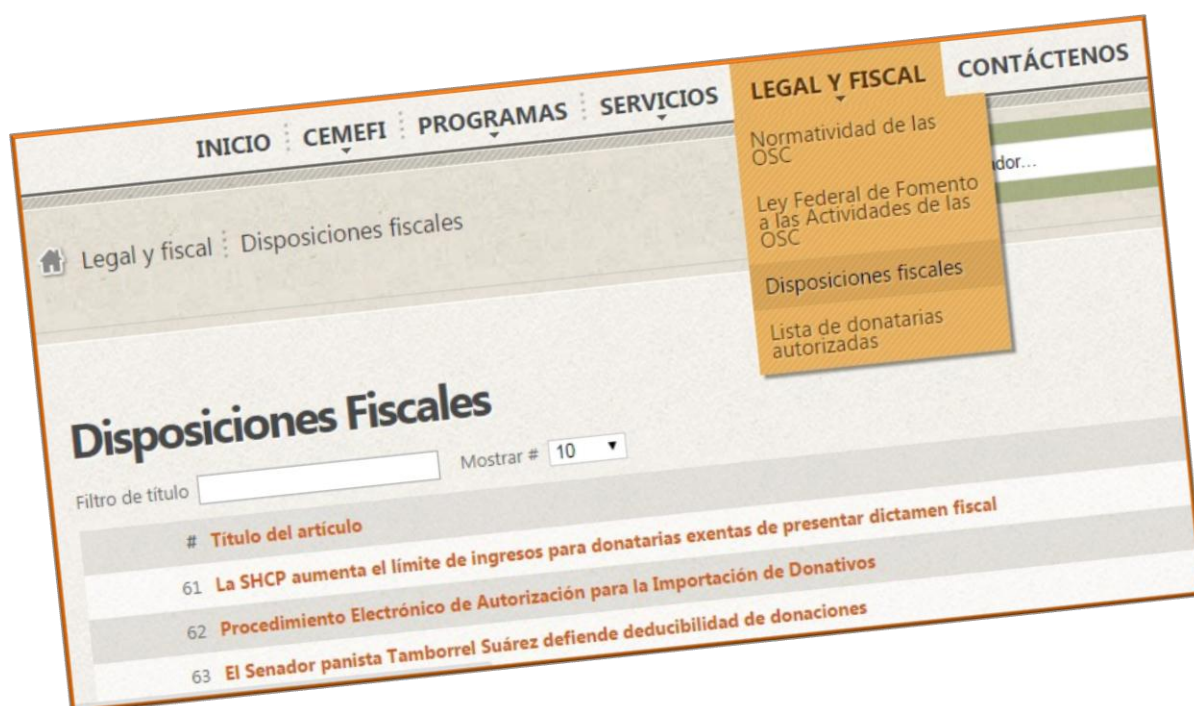 INICIO CEMEFI PROGRAMAS SERVICIOS LEGAL Y FISCAL CONTÁCTENOS
Normatividad de las
OSC
Ley Federal de Fomento
a las Actividades de las
OSC
Disposiciones fiscales
Lista de donatarias
autorizadas
Legal y fiscal Disposiciones fiscales
Disposiciones Fiscales
Filtro de título Mostrar # 10
# Título del artículo
61 La SHCP aumenta el límite de ingresos para donatarias exentas de presentar dictamen fiscal
62 Procedimiento Electrónico de Autorización para la Importación de Donativos
63 El Senador panista Tamborrel Suárez defiende deducibilidad de donaciones